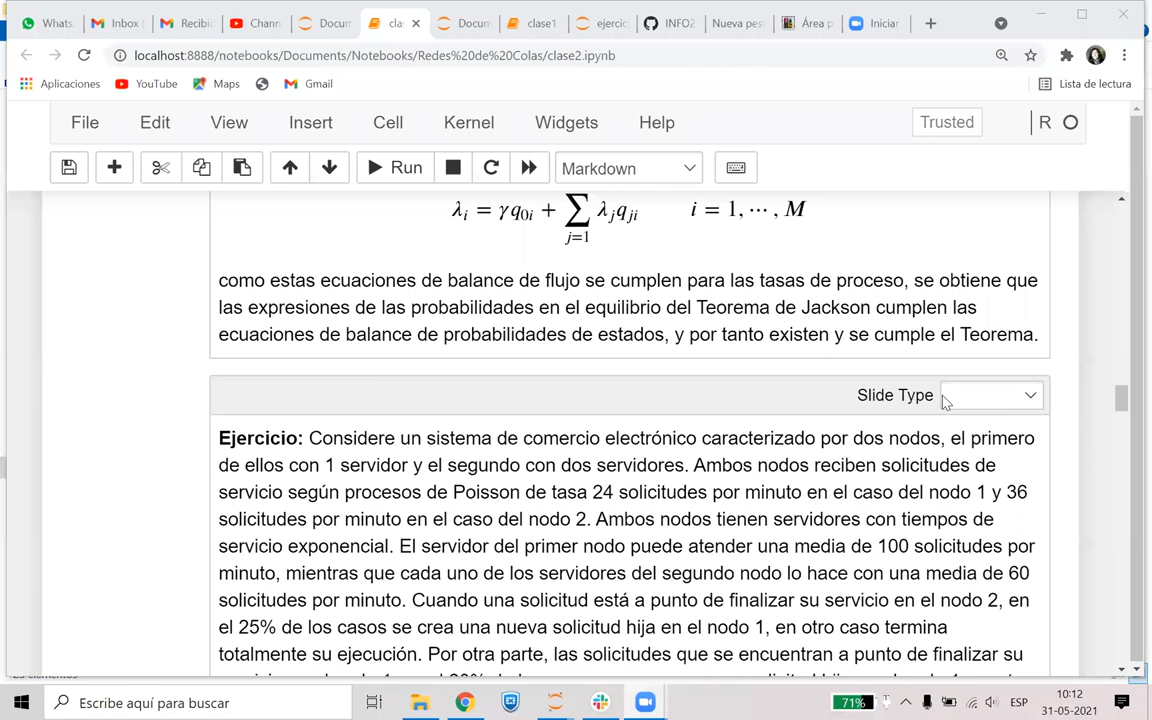 Whats.
Inbox
Recibi
Chann
Docum
cla
Docum
clase1
ejercic
INFO2
Nueva pest
Área p
Iniciar
localhost:8888/notebooks/Documents/Notebooks/Redes%20de%20Colas/clase2.ipynb
Aplicaciones
YouTube
Maps
Gmail
Lista de lectura
File
Edit
View
Insert
Cell
Kernel
Widgets
Help
Trusted
R
Run
Markdown
λi = γq0i + ∑ λjqji i = 1, ⋯ , M
j=1
como estas ecuaciones de balance de flujo se cumplen para las tasas de proceso, se obtiene que
las expresiones de las probabilidades en el equilibrio del Teorema de Jackson cumplen las
ecuaciones de balance de probabilidades de estados, y por tanto existen y se cumple el Teorema.
Slide Type
Ejercicio: Considere un sistema de comercio electrónico caracterizado por dos nodos, el primero
de ellos con 1 servidor y el segundo con dos servidores. Ambos nodos reciben solicitudes de
servicio según procesos de Poisson de tasa 24 solicitudes por minuto en el caso del nodo 1 y 36
solicitudes por minuto en el caso del nodo 2. Ambos nodos tienen servidores con tiempos de
servicio exponencial. El servidor del primer nodo puede atender una media de 100 solicitudes por
minuto, mientras que cada uno de los servidores del segundo nodo lo hace con una media de 60
solicitudes por minuto. Cuando una solicitud está a punto de finalizar su servicio en el nodo 2, en
el 25% de los casos se crea una nueva solicitud hija en el nodo 1, en otro caso termina
totalmente su ejecución. Por otra parte, las solicitudes que se encuentran a punto de finalizar su
Escribe aquí para buscar
71%
ESP
10:12
31-05-2021